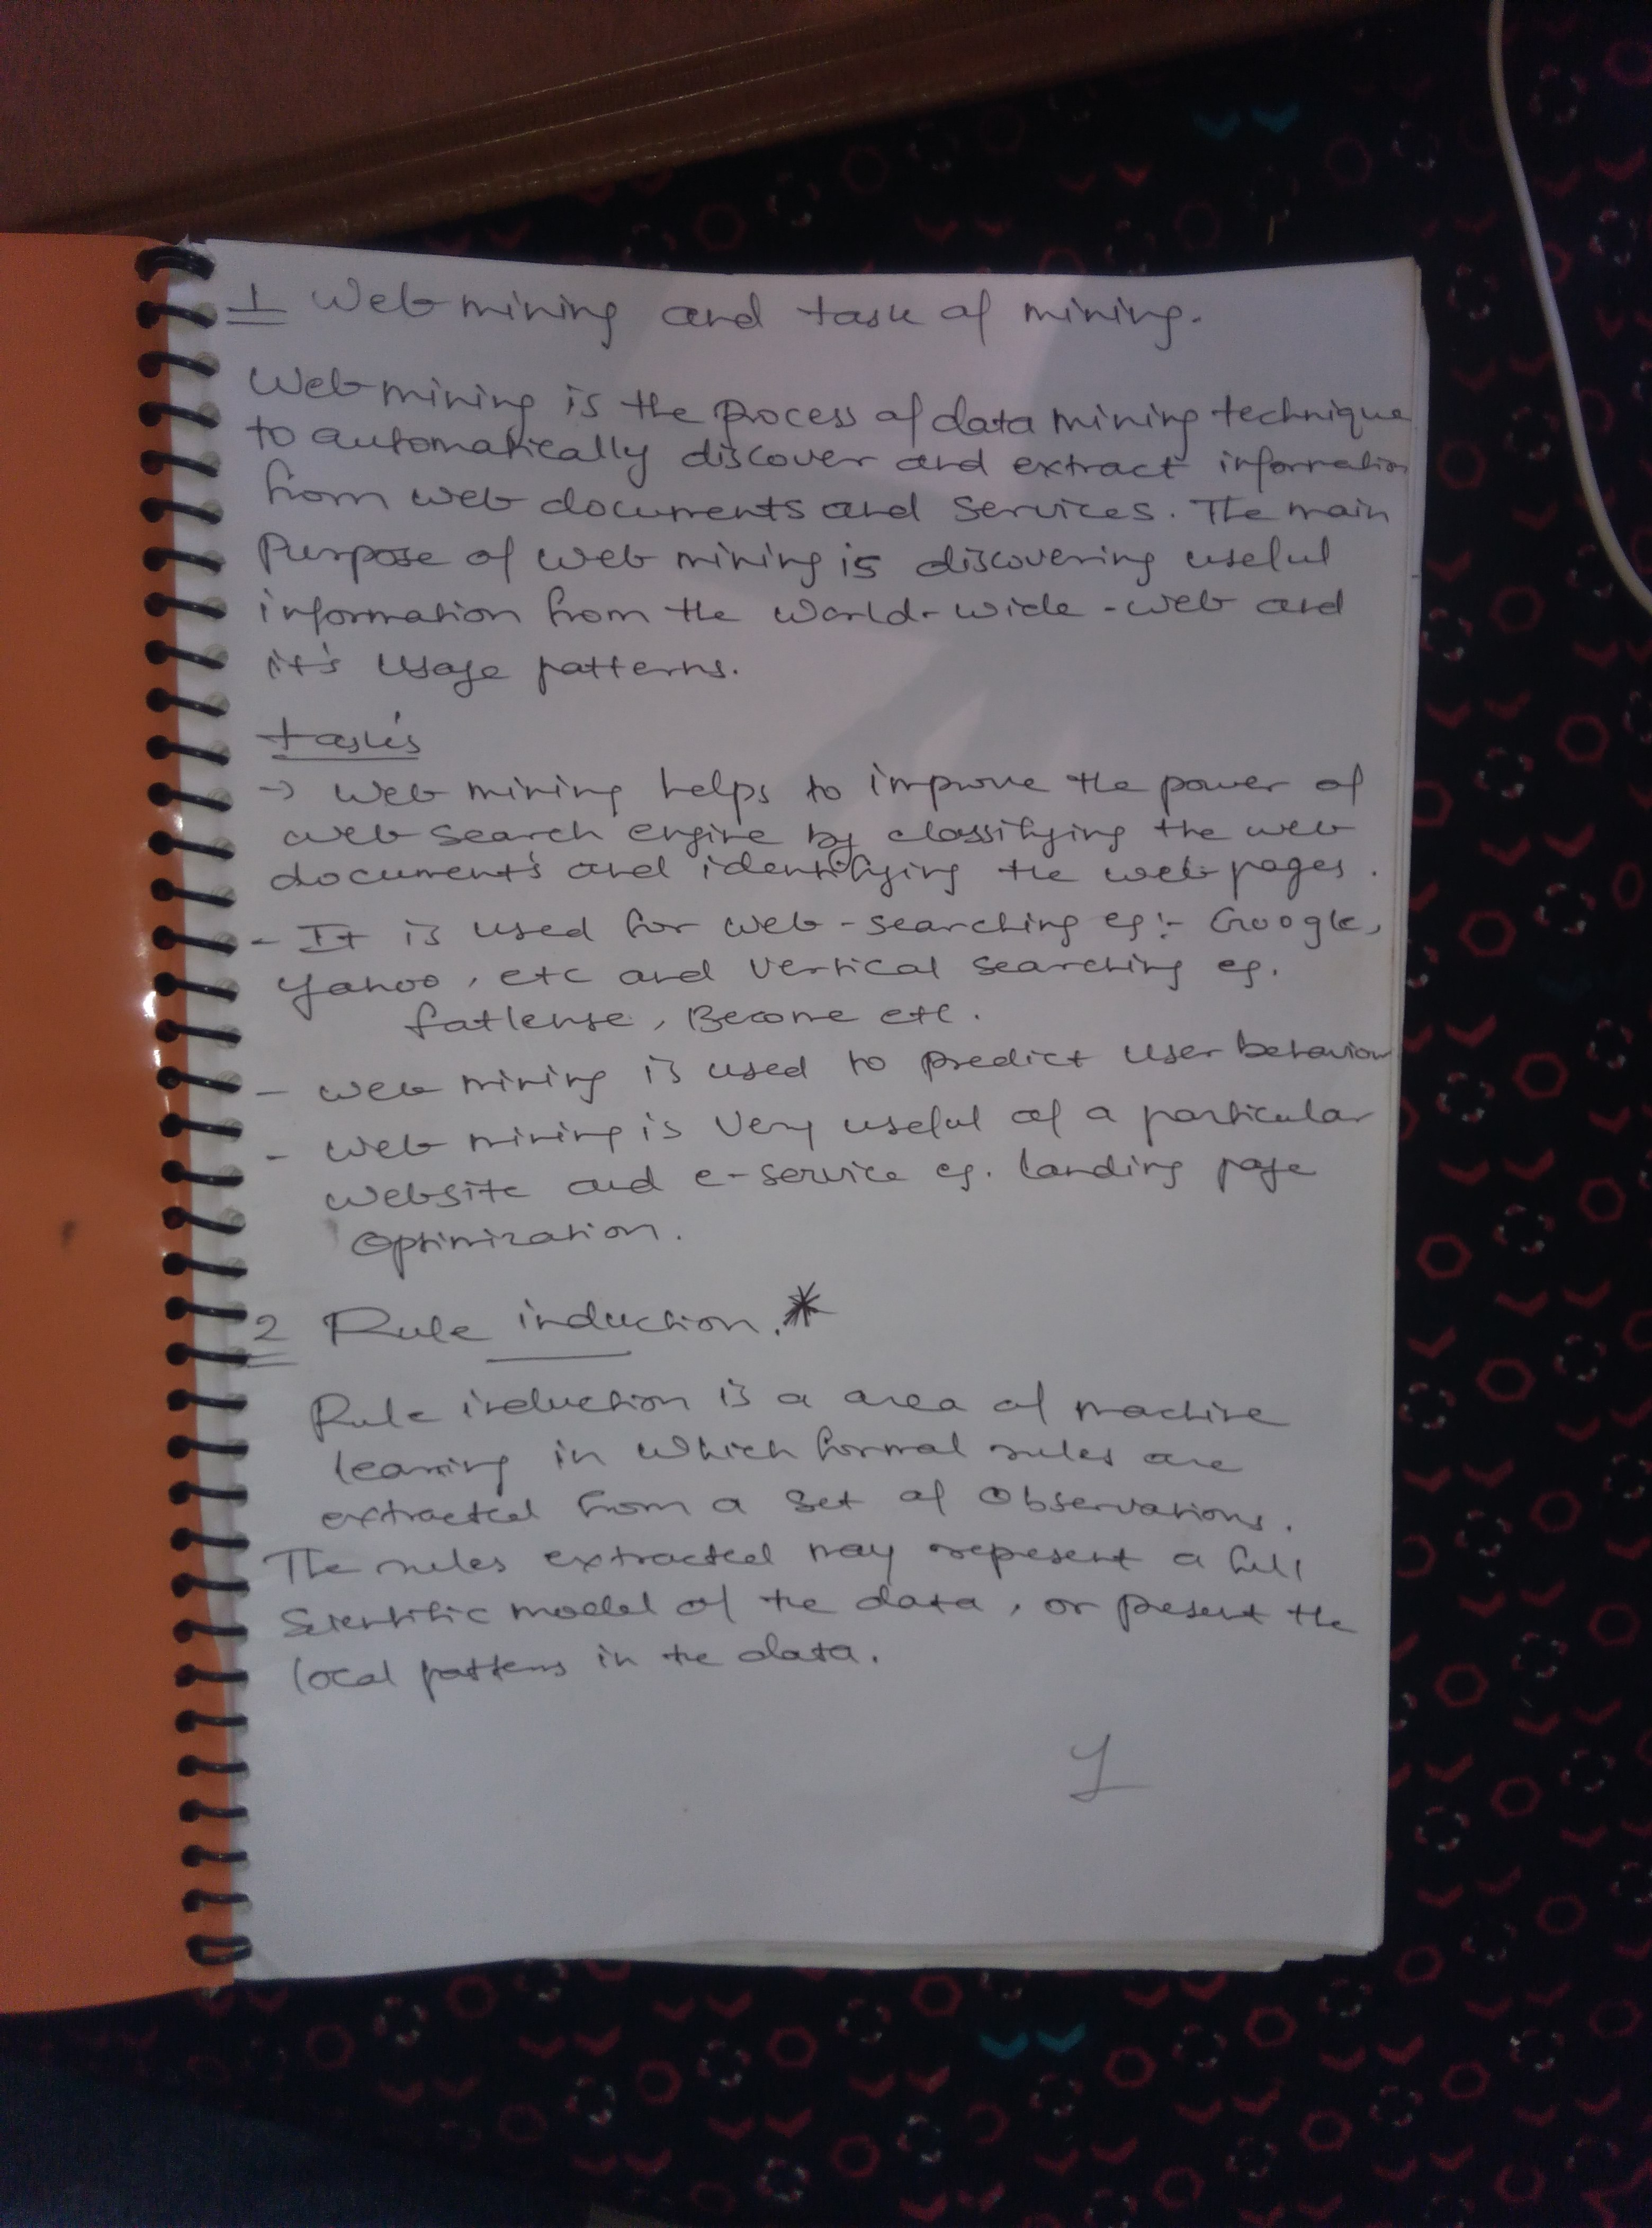 1 Web mining and task of mining.
Web mining is the process of data mining technique
to automatically discover and extract information
from web documents and services. The main
Purpose of web mining is discovering useful
information from the world-wide-web and
it's usage patterns.
task's
→ Web mining helps to improve the power of
web search engine by classifying the web
document's and identifying the web pages.
- It is used for web-searching eg:- Google,
Yahoo, etc and vertical searching eg.
fatlense, Become etc.
- web mining is used to predict user behaviour
- web mining is very useful of a particular
website and e-service eg. landing page
Optimization.
2 Rule induction. *
Rule induction is a area of machine
learning in which formal rules are
extracted from a set of Observations.
The rules extracted may repesent a full
Scientific model of the data, or present the
local patterns in the data.
1